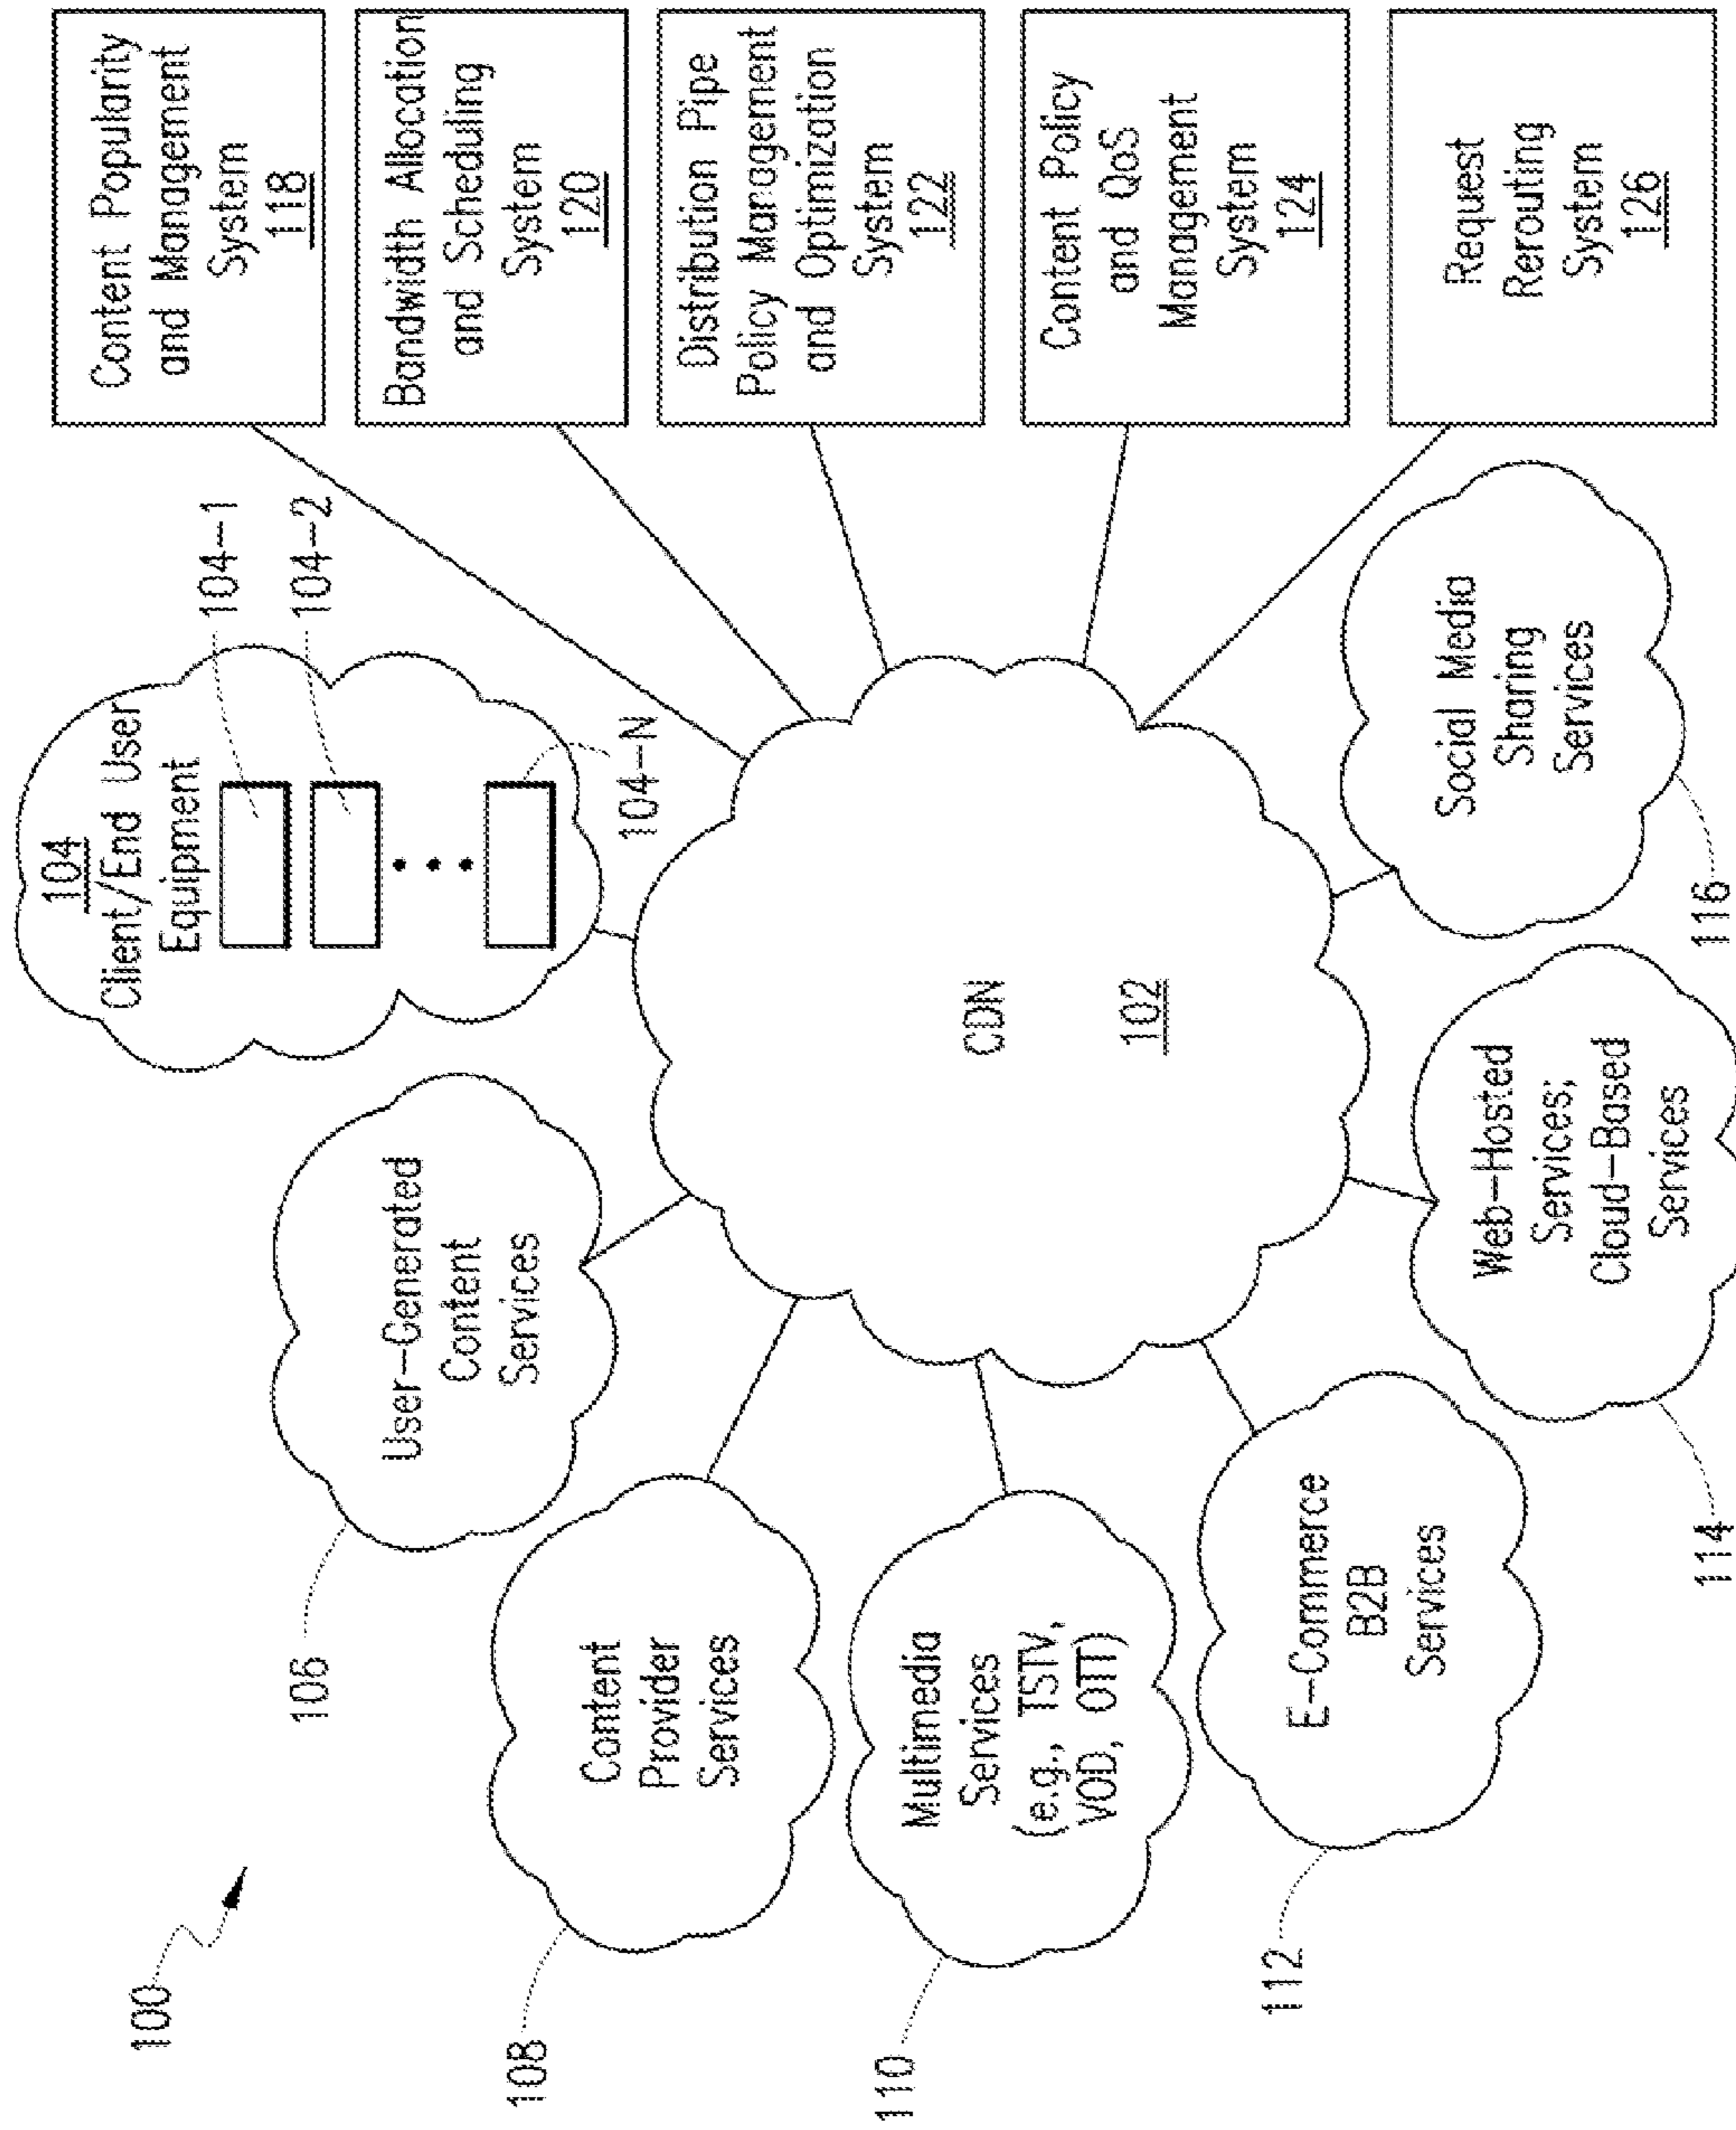 100
104
Client/End User
Equipment
104-1
104-2
104-N
106
User-Generated
Content
Services
108
Content
Provider
Services
110
Multimedia
Services
(e.g., TSTV,
VOD, OTT)
112
E-Commerce
B2B
Services
114
Web-Hosted
Services;
Cloud-Based
Services
116
Social Media
Sharing
Services
CDN
102
Content Popularity
and Management
System
118
Bandwidth Allocation
and Scheduling
System
120
Distribution Pipe
Policy Management
and Optimization
System
122
Content Policy
and QoS
Management
System
124
Request
Rerouting
System
126